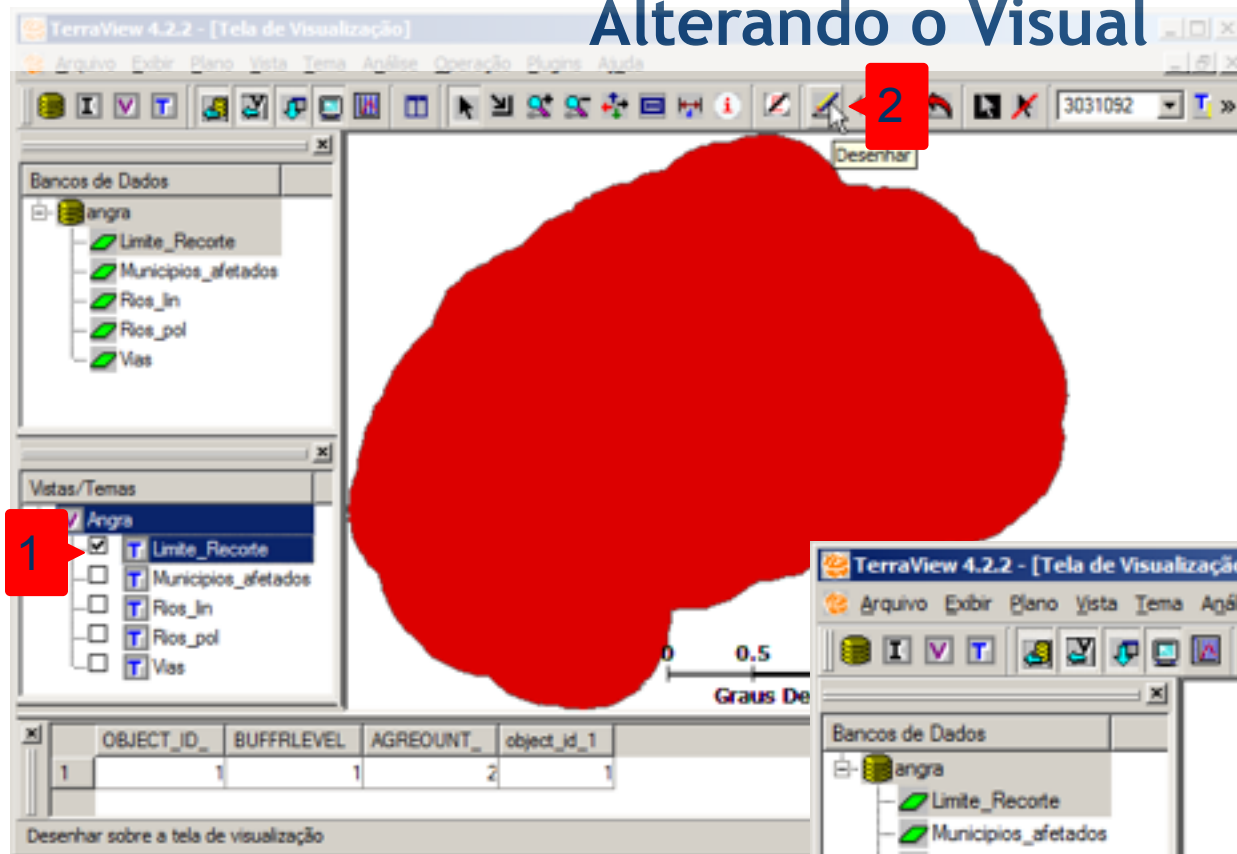 Alterando o Visual
TerraView 4.2.2 - [Tela de Visualização]
Arquivo Exibir Plano Vista Tema Análise Operação Plugins Ajuda
I V T 3031092 T »
2
Desenhar
Bancos de Dados
angra
Limite_Recorte
Municipios_afetados
Rios_lin
Rios_pol
Vias
Vistas/Temas
V Angra
1
T Limite_Recorte
T Municipios_afetados
T Rios_lin
T Rios_pol
T Vias
0 0.5
Graus De
OBJECT_ID_ BUFFRLEVEL AGREOUNT_ object_id_1
1 1 1 2 1
Desenhar sobre a tela de visualização
TerraView 4.2.2 - [Tela de Visualizaçã
Arquivo Exibir Plano Vista Tema Aná
I V T
Bancos de Dados
angra
Limite_Recorte
Municipios_afetados